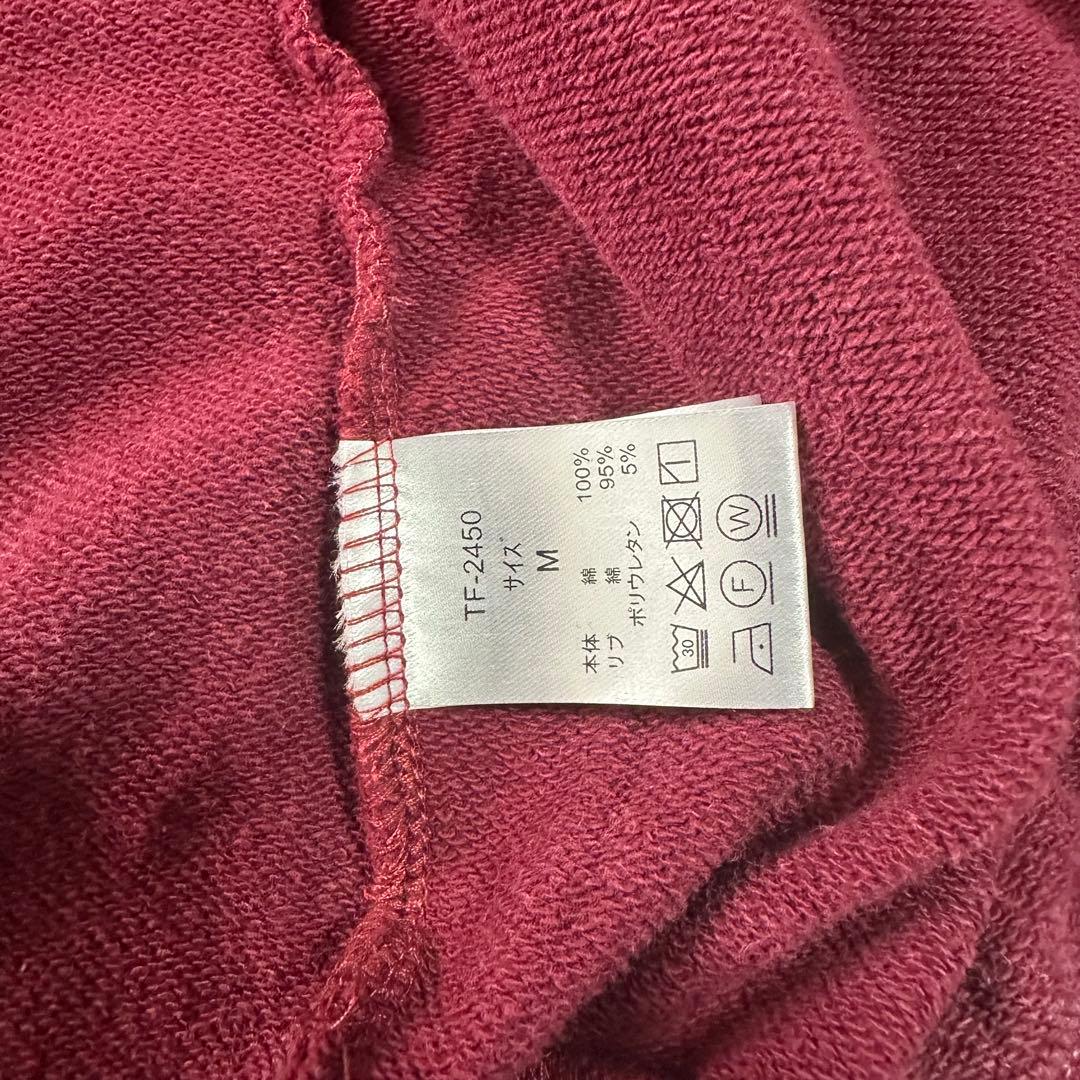 TF-2450
サイズ
M
本体 綿 100%
リブ 綿 95%
ポリウレタン 5%
30
F W